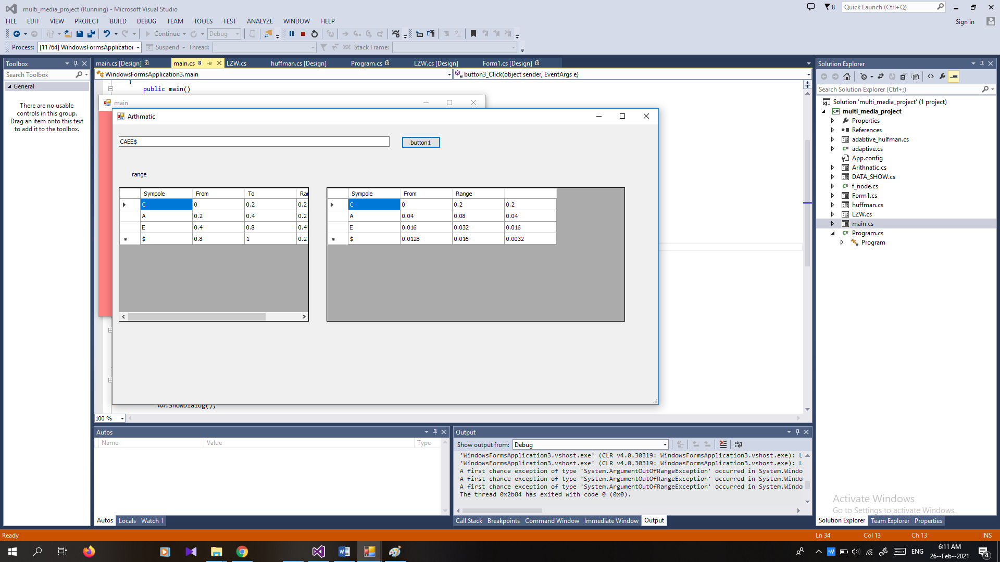 multi_media_project (Running) - Microsoft Visual Studio
8
Quick Launch (Ctrl+Q)
FILE EDIT VIEW PROJECT BUILD DEBUG TEAM TOOLS TEST ANALYZE WINDOW HELP
Sign in
Continue
Debug
Process: [11764] WindowsFormsApplication
Suspend Thread:
Stack Frame:
Toolbox
Search Toolbox
General
There are no usable
controls in this group.
Drag an item onto this text
to add it to the toolbox.
main.cs [Design] main.cs LZW.cs huffman.cs [Design] Program.cs LZW.cs [Design] Form1.cs [Design]
WindowsFormsApplication3.main
button3_Click(object sender, EventArgs e)
{
public main()
main
Arthmatic
CAEE$
button1
range
Sympole From To Ran
C 0 0.2 0.2
A 0.2 0.4 0.2
E 0.4 0.8 0.4
$ 0.8 1 0.2
Sympole From Range
C 0 0.2 0.2
A 0.04 0.08 0.04
E 0.016 0.032 0.016
$ 0.0128 0.016 0.0032
AA.ShowDialog();
100 %
Solution Explorer
Search Solution Explorer (Ctrl+;)
Solution 'multi_media_project' (1 project)
multi_media_project
Properties
References
adabtive_hulfman.cs
adaptive.cs
App.config
Arithnatic.cs
DATA_SHOW.cs
f_node.cs
Form1.cs
huffman.cs
LZW.cs
main.cs
Program.cs
Program
Autos
Name Value Type
Autos Locals Watch 1
Output
Show output from: Debug
'WindowsFormsApplication3.vshost.exe' (CLR v4.0.30319: WindowsFormsApplication3.vshost.exe): L
'WindowsFormsApplication3.vshost.exe' (CLR v4.0.30319: WindowsFormsApplication3.vshost.exe): L
A first chance exception of type 'System.ArgumentOutOfRangeException' occurred in System.Windo
A first chance exception of type 'System.ArgumentOutOfRangeException' occurred in System.Windo
A first chance exception of type 'System.ArgumentOutOfRangeException' occurred in System.Windo
The thread 0x2b84 has exited with code 0 (0x0).
Call Stack Breakpoints Command Window Immediate Window Output
Activate Windows
Go to Settings to activate Windows.
Solution Explorer Team Explorer Properties
Ready
Ln 34 Col 13 Ch 13 INS
ENG
6:11 AM
26--Feb--2021
4